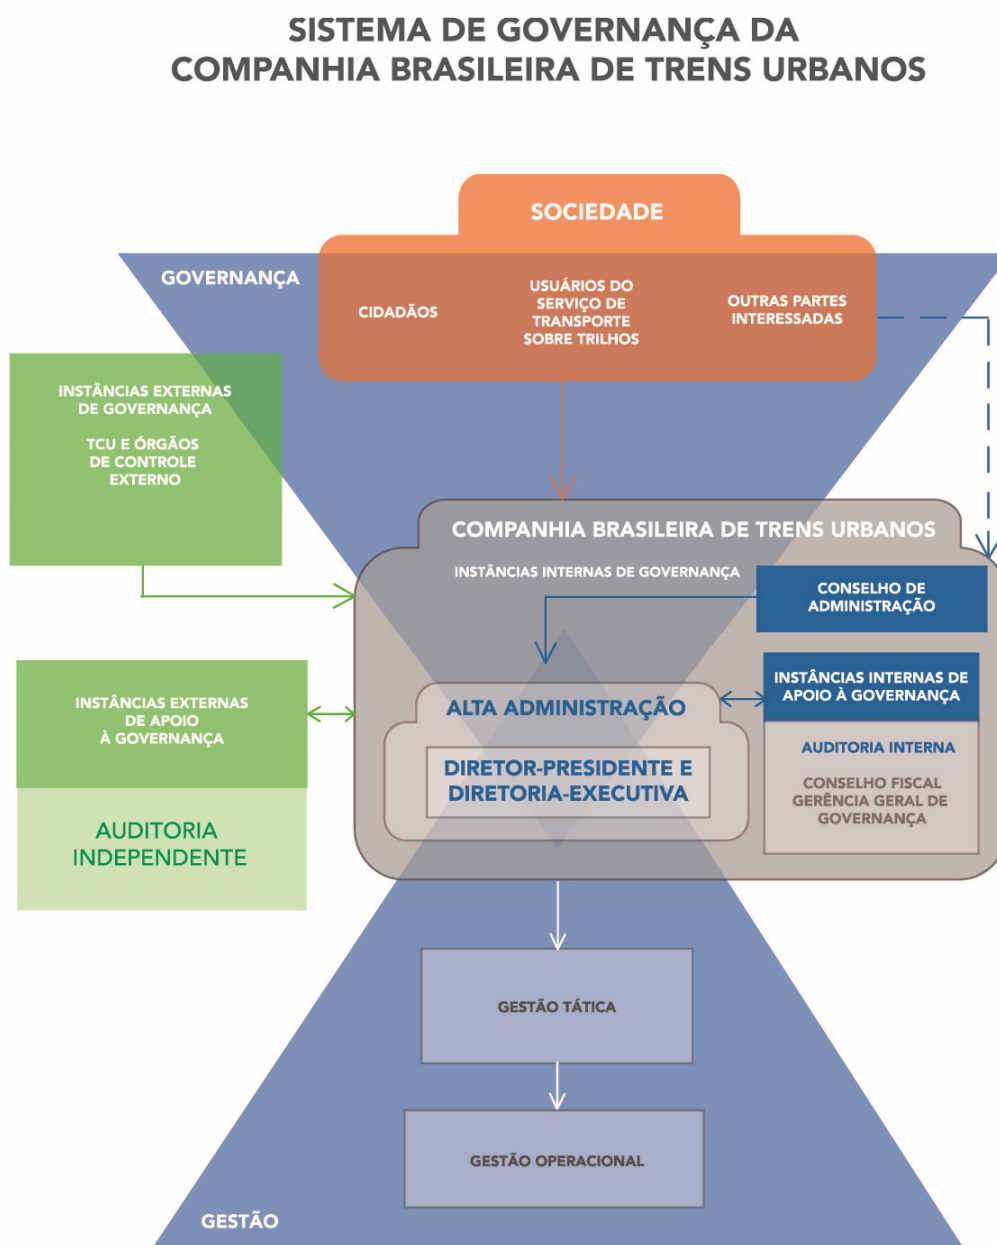 SISTEMA DE GOVERNANÇA DA
COMPANHIA BRASILEIRA DE TRENS URBANOS
SOCIEDADE
GOVERNANÇA
CIDADÃOS
USUÁRIOS DO
SERVIÇO DE
TRANSPORTE
SOBRE TRILHOS
OUTRAS PARTES
INTERESSADAS
INSTÂNCIAS EXTERNAS
DE GOVERNANÇA
TCU E ÓRGÃOS
DE CONTROLE
EXTERNO
COMPANHIA BRASILEIRA DE TRENS URBANOS
INSTÂNCIAS INTERNAS DE GOVERNANÇA
CONSELHO DE
ADMINISTRAÇÃO
INSTÂNCIAS EXTERNAS
DE APOIO
À GOVERNANÇA
AUDITORIA
INDEPENDENTE
ALTA ADMINISTRAÇÃO
DIRETOR-PRESIDENTE E
DIRETORIA-EXECUTIVA
INSTÂNCIAS INTERNAS DE
APOIO À GOVERNANÇA
AUDITORIA INTERNA
CONSELHO FISCAL
GERÊNCIA GERAL DE
GOVERNANÇA
GESTÃO TÁTICA
GESTÃO OPERACIONAL
GESTÃO